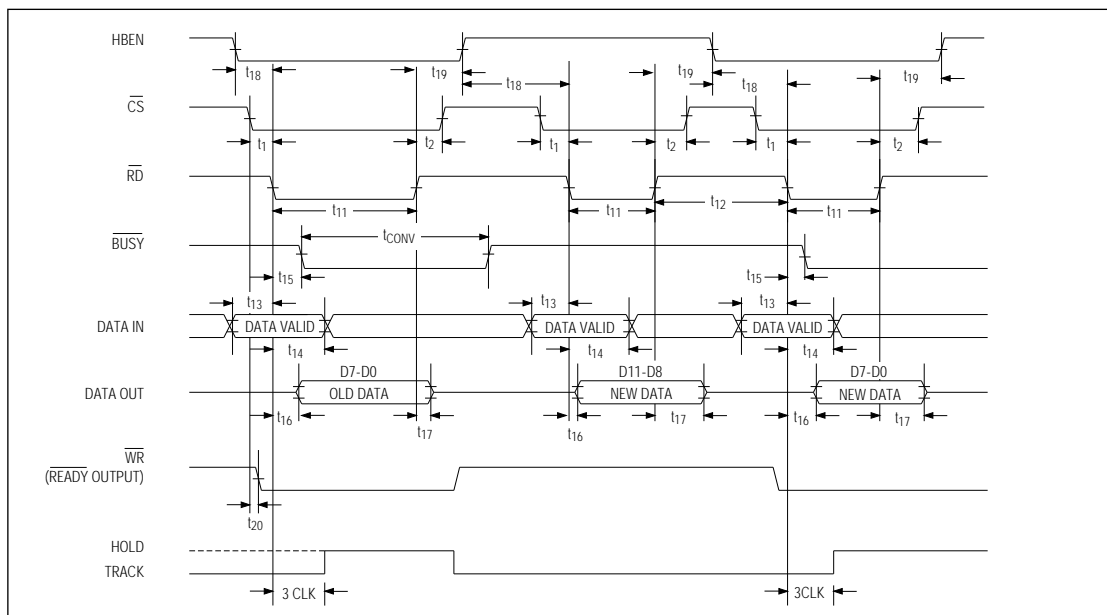 HBEN
t18 t19 t18 t19 t18 t19
CS
t1 t2 t1 t2 t1 t2
RD
t11 t11 t12 t11
BUSY
tCONV
t15 t15
t13 t13 t13
DATA IN
DATA VALID DATA VALID DATA VALID
t14 t14 t14
D7-D0 D11-D8 D7-D0
DATA OUT
OLD DATA NEW DATA NEW DATA
t16 t17 t16 t17 t16 t17
WR
(READY OUTPUT)
t20
HOLD
TRACK
3 CLK 3CLK